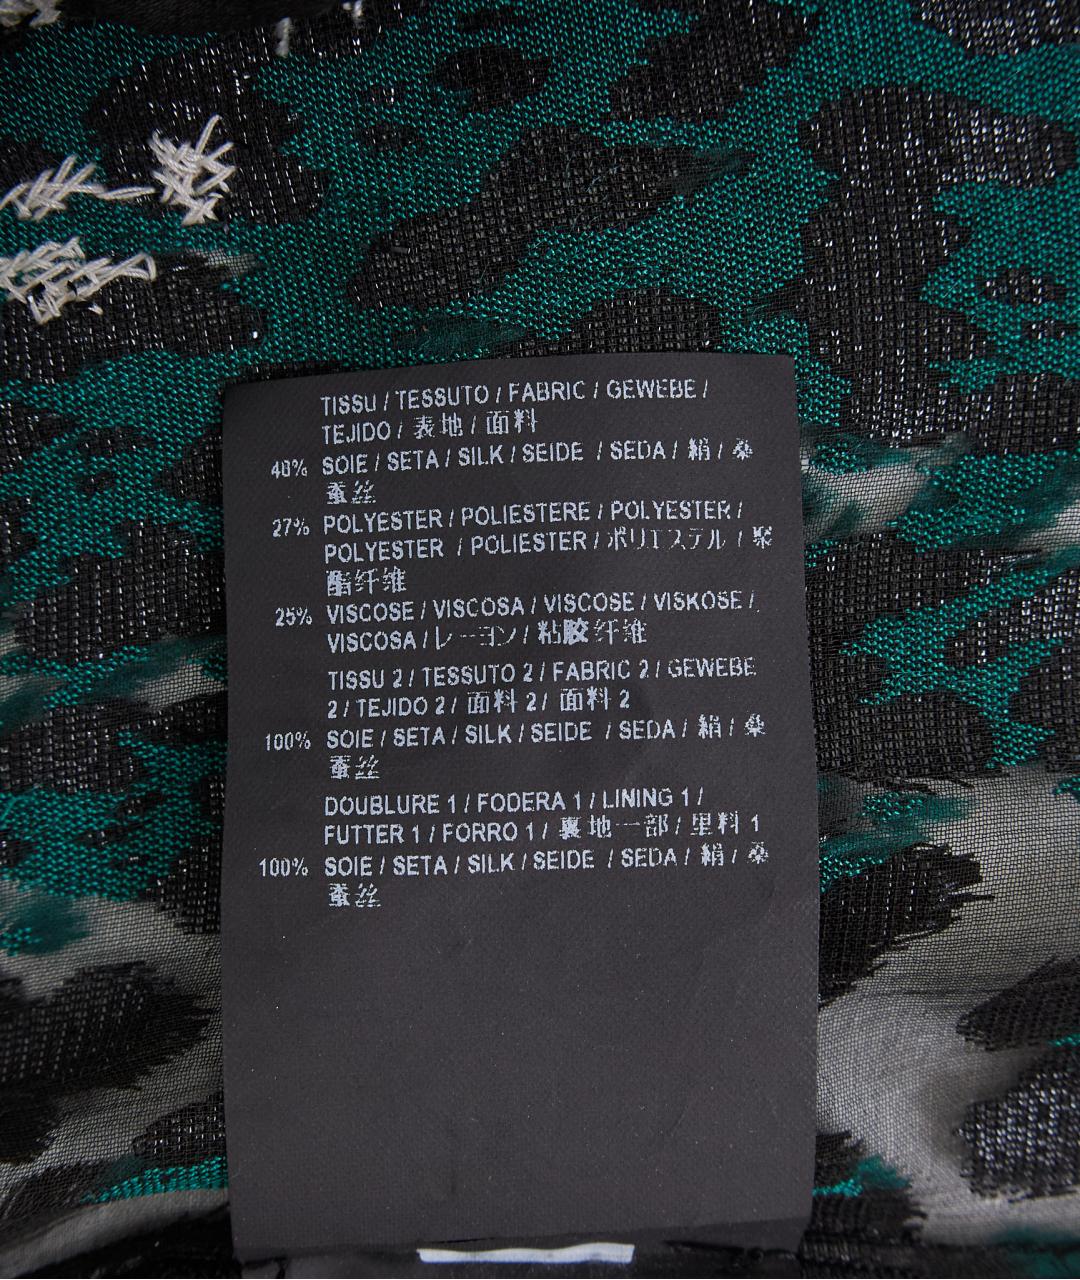 TISSU / TESSUTO / FABRIC / GEWEBE /
TEJIDO / 表地 / 面料
48% SOIE / SETA / SILK / SEIDE / SEDA / 絹 / 桑
蚕丝
27% POLYESTER / POLIESTERE / POLYESTER /
POLYESTER / POLIESTER / ポリエステル / 聚
酯纤维
25% VISCOSE / VISCOSA / VISCOSE / VISKOSE /
VISCOSA / レーヨン / 粘胶纤维
TISSU 2 / TESSUTO 2 / FABRIC 2 / GEWEBE
2 / TEJIDO 2 / 面料 2 / 面料 2
100% SOIE / SETA / SILK / SEIDE / SEDA / 絹 / 桑
蚕丝
DOUBLURE 1 / FODERA 1 / LINING 1 /
FUTTER 1 / FORRO 1 / 裏地一部 / 里料 1
100% SOIE / SETA / SILK / SEIDE / SEDA / 絹 / 桑
蚕丝